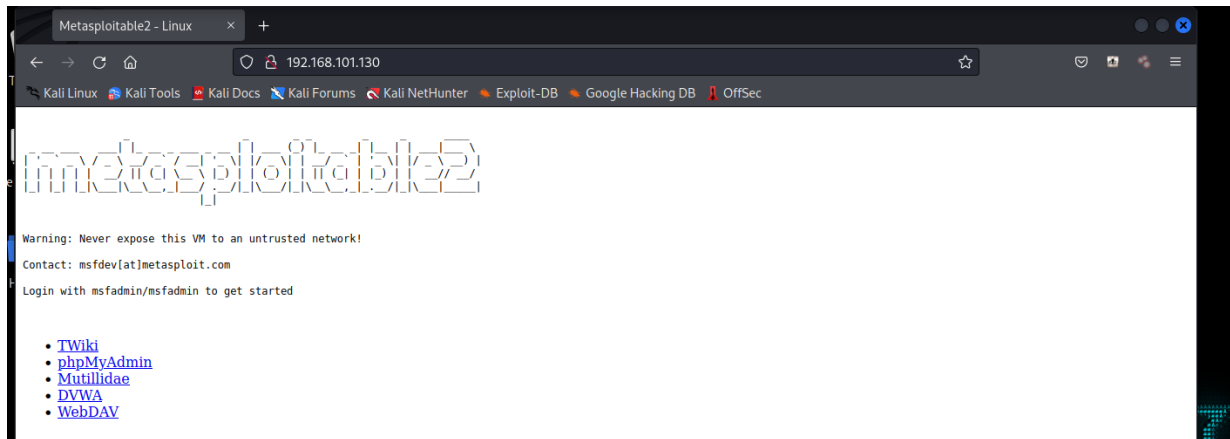 Metasploitable2 - Linux
192.168.101.130
Kali Linux Kali Tools Kali Docs Kali Forums Kali NetHunter Exploit-DB Google Hacking DB OffSec
metasploitable2
Warning: Never expose this VM to an untrusted network!
Contact: msfdev[at]metasploit.com
Login with msfadmin/msfadmin to get started
TWiki
phpMyAdmin
Mutillidae
DVWA
WebDAV